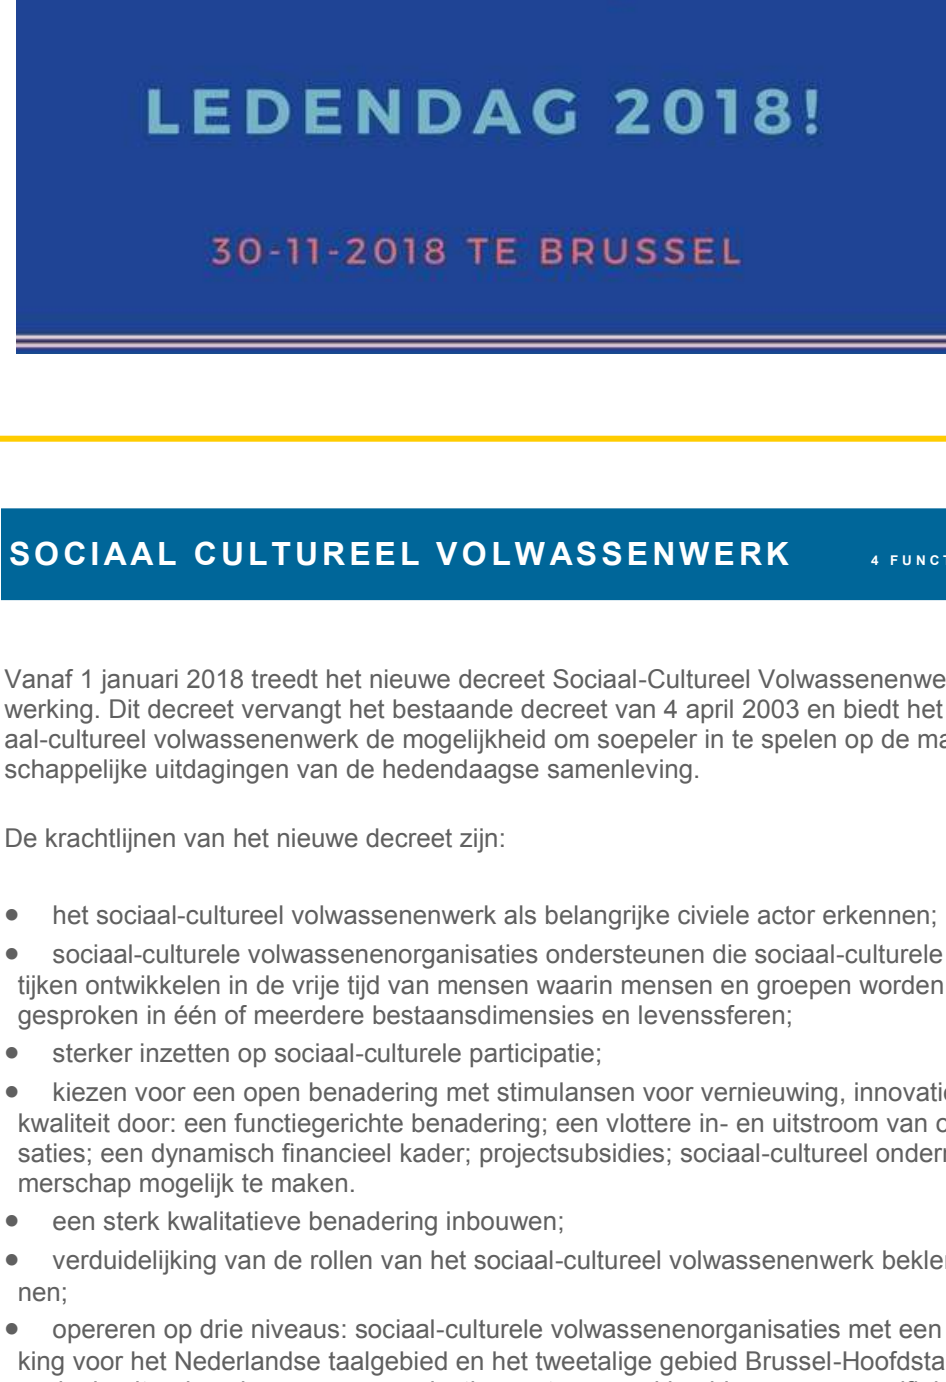 LEDENDAG 2018!
30-11-2018 TE BRUSSEL
SOCIAAL CULTUREEL VOLWASSENWERK 4 FUNCT
Vanaf 1 januari 2018 treedt het nieuwe decreet Sociaal-Cultureel Volwassenenwe
werking. Dit decreet vervangt het bestaande decreet van 4 april 2003 en biedt het
aal-cultureel volwassenenwerk de mogelijkheid om soepeler in te spelen op de ma
schappelijke uitdagingen van de hedendaagse samenleving.
De krachtlijnen van het nieuwe decreet zijn:
● het sociaal-cultureel volwassenenwerk als belangrijke civiele actor erkennen;
● sociaal-culturele volwassenenorganisaties ondersteunen die sociaal-culturele
tijken ontwikkelen in de vrije tijd van mensen waarin mensen en groepen worden
gesproken in één of meerdere bestaansdimensies en levenssferen;
● sterker inzetten op sociaal-culturele participatie;
● kiezen voor een open benadering met stimulansen voor vernieuwing, innovatie
kwaliteit door: een functiegerichte benadering; een vlottere in- en uitstroom van o
saties; een dynamisch financieel kader; projectsubsidies; sociaal-cultureel ondern
merschap mogelijk te maken.
● een sterk kwalitatieve benadering inbouwen;
● verduidelijking van de rollen van het sociaal-cultureel volwassenenwerk beklem
nen;
● opereren op drie niveaus: sociaal-culturele volwassenenorganisaties met een
king voor het Nederlandse taalgebied en het tweetalige gebied Brussel-Hoofdsta